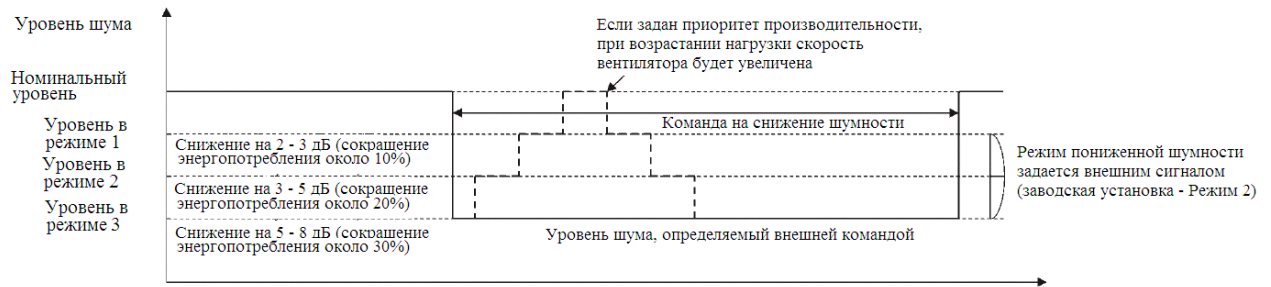 Уровень шума
Если задан приоритет производительности,
при возрастании нагрузки скорость
вентилятора будет увеличена
Номинальный
уровень
Команда на снижение шумности
Уровень в
режиме 1
Снижение на 2 - 3 дБ (сокращение
энергопотребления около 10%)
Уровень в
режиме 2
Снижение на 3 - 5 дБ (сокращение
энергопотребления около 20%)
Уровень в
режиме 3
Снижение на 5 - 8 дБ (сокращение
энергопотребления около 30%)
Уровень шума, определяемый внешней командой
Режим пониженной шумности
задается внешним сигналом
(заводская установка - Режим 2)